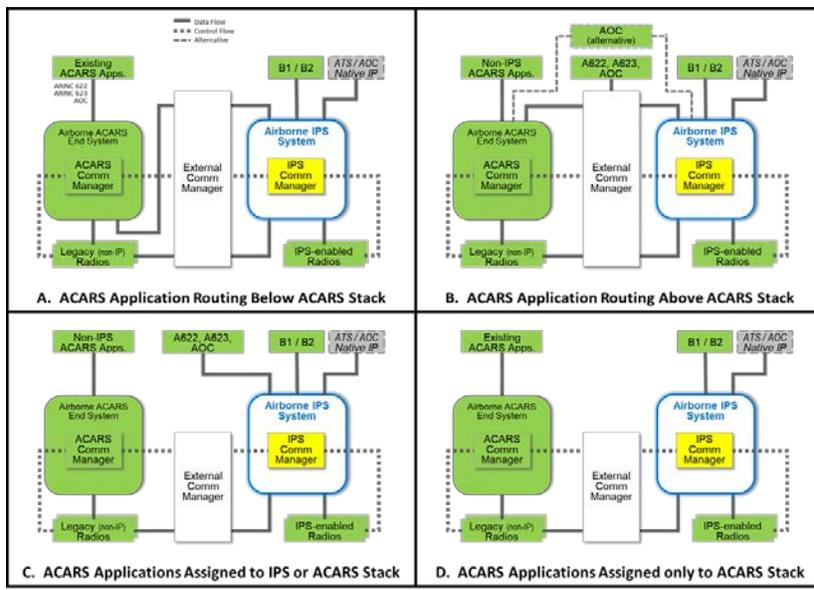 Data Flow
Control Flow
Alternative
Existing
ACARS Apps.
ARINC 622
ARINC 623
AOC
B1 / B2
ATS / AOC
Native IP
Airborne ACARS
End System
ACARS
Comm
Manager
External
Comm
Manager
Airborne IPS
System
IPS
Comm
Manager
Legacy (non-IP)
Radios
IPS-enabled
Radios
A. ACARS Application Routing Below ACARS Stack
AOC
(alternative)
Non-IPS
ACARS Apps.
A622, A623,
AOC
B1 / B2
ATS / AOC
Native IP
Airborne ACARS
End System
ACARS
Comm
Manager
External
Comm
Manager
Airborne IPS
System
IPS
Comm
Manager
Legacy (non-IP)
Radios
IPS-enabled
Radios
B. ACARS Application Routing Above ACARS Stack
Non-IPS
ACARS Apps.
A622, A623,
AOC
B1 / B2
ATS / AOC
Native IP
Airborne ACARS
End System
ACARS
Comm
Manager
External
Comm
Manager
Airborne IPS
System
IPS
Comm
Manager
Legacy (non-IP)
Radios
IPS-enabled
Radios
C. ACARS Applications Assigned to IPS or ACARS Stack
Existing
ACARS Apps.
B1 / B2
ATS / AOC
Native IP
Airborne ACARS
End System
ACARS
Comm
Manager
External
Comm
Manager
Airborne IPS
System
IPS
Comm
Manager
Legacy (non-IP)
Radios
IPS-enabled
Radios
D. ACARS Applications Assigned only to ACARS Stack